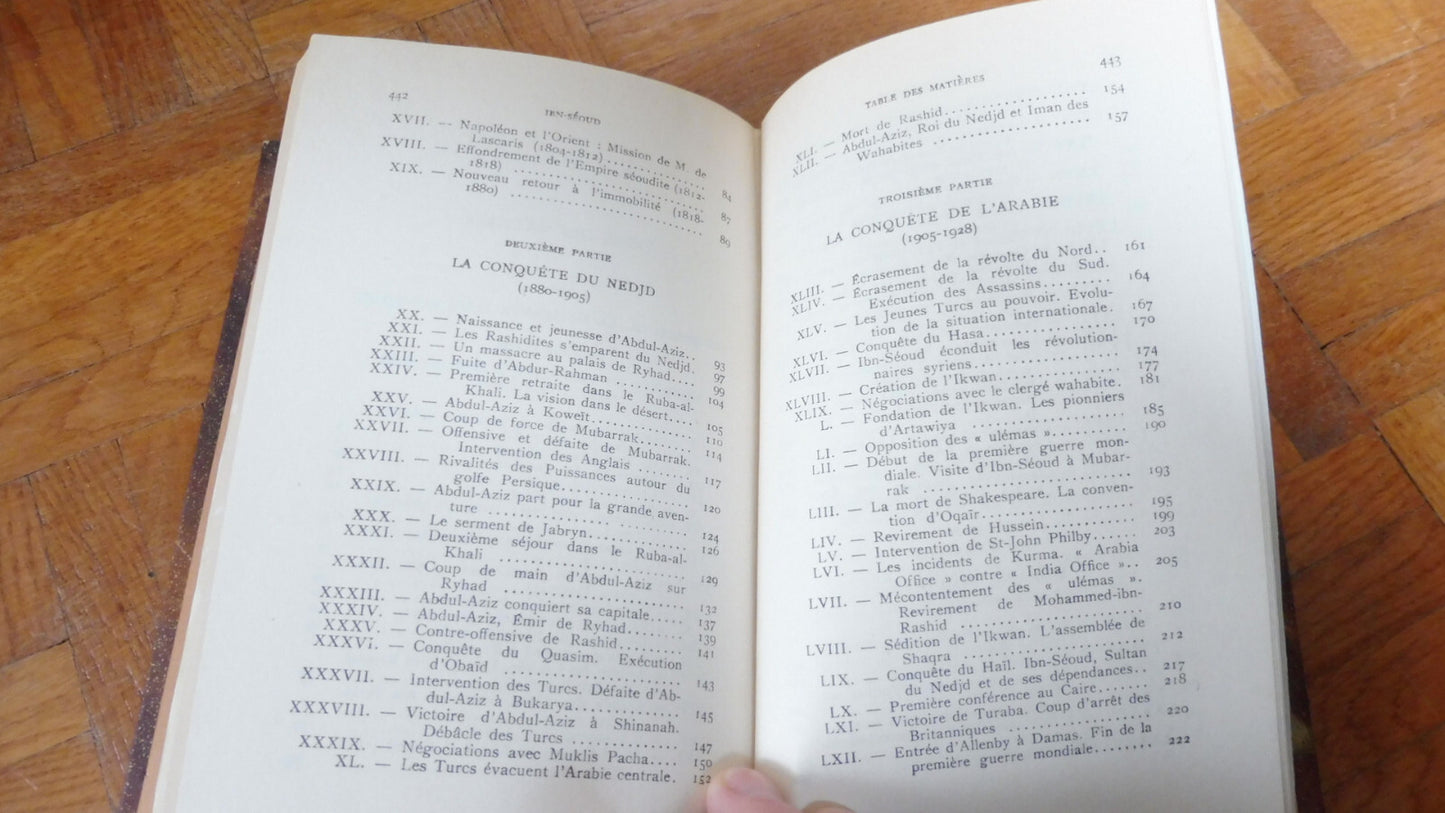 442
IBN-SÉOUD
XVII. — Napoléon et l'Orient : Mission de M. de
Lascaris (1804-1812) .......... 84
XVIII. — Effondrement de l'Empire séoudite (1812-
1818) .......... 87
XIX. — Nouveau retour à l'immobilité (1818-
1880) .......... 89
DEUXIÈME PARTIE
LA CONQUÊTE DU NEDJD
(1880-1905)
XX. — Naissance et jeunesse d'Abdul-Aziz.. 93
XXI. — Les Rashidites s'emparent du Nedjd. 97
XXII. — Un massacre au palais de Ryhad.... 99
XXIII. — Fuite d'Abdur-Rahman .......... 104
XXIV. — Première retraite dans le Ruba-al-
Khali. La vision dans le désert.... 105
XXV. — Abdul-Aziz à Koweït.......... 110
XXVI. — Coup de force de Mubarrak....... 114
XXVII. — Offensive et défaite de Mubarrak.
Intervention des Anglais ....... 117
XXVIII. — Rivalités des Puissances autour du
golfe Persique.......... 120
XXIX. — Abdul-Aziz part pour la grande aven-
ture .......... 124
XXX. — Le serment de Jabryn.......... 126
XXXI. — Deuxième séjour dans le Ruba-al-
Khali .......... 129
XXXII. — Coup de main d'Abdul-Aziz sur
Ryhad .......... 132
XXXIII. — Abdul-Aziz conquiert sa capitale.... 137
XXXIV. — Abdul-Aziz, Émir de Ryhad....... 139
XXXV. — Contre-offensive de Rashid....... 141
XXXVI. — Conquête du Quasim. Exécution
d'Obaïd .......... 143
XXXVII. — Intervention des Turcs. Défaite d'Ab-
dul-Aziz à Bukarya.......... 145
XXXVIII. — Victoire d'Abdul-Aziz à Shinanah.
Débâcle des Turcs .......... 147
XXXIX. — Négociations avec Muklis Pacha... 150
XL. — Les Turcs évacuent l'Arabie centrale. 152
TABLE DES MATIÈRES
443
XLI. — Mort de Rashid.......... 154
XLII. — Abdul-Aziz, Roi du Nedjd et Iman des
Wahabites .......... 157
TROISIÈME PARTIE
LA CONQUÊTE DE L'ARABIE
(1905-1928)
XLIII. — Écrasement de la révolte du Nord.. 161
XLIV. — Écrasement de la révolte du Sud.
Exécution des Assassins......... 164
XLV. — Les Jeunes Turcs au pouvoir. Evolu-
tion de la situation internationale. 167
XLVI. — Conquête du Hasa .......... 170
XLVII. — Ibn-Séoud éconduit les révolution-
naires syriens .......... 174
XLVIII. — Création de l'Ikwan.......... 177
XLIX. — Négociations avec le clergé wahabite. 181
L. — Fondation de l'Ikwan. Les pionniers
d'Artawiya .......... 185
LI. — Opposition des « ulémas »....... 190
LII. — Début de la première guerre mon-
diale. Visite d'Ibn-Séoud à Mubar-
rak .......... 193
LIII. — La mort de Shakespeare. La conven-
tion d'Oqaïr.......... 195
LIV. — Revirement de Hussein.......... 199
LV. — Intervention de St-John Philby.. 203
LVI. — Les incidents de Kurma. « Arabia
Office » contre « India Office ».. 205
LVII. — Mécontentement des « ulémas ».
Revirement de Mohammed-ibn-
Rashid .......... 210
LVIII. — Sédition de l'Ikwan. L'assemblée de
Shaqra .......... 212
LIX. — Conquête du Haïl. Ibn-Séoud, Sultan
du Nedjd et de ses dépendances.. 217
LX. — Première conférence au Caire....... 218
LXI. — Victoire de Turaba. Coup d'arrêt des
Britanniques .......... 220
LXII. — Entrée d'Allenby à Damas. Fin de la
première guerre mondiale........ 222